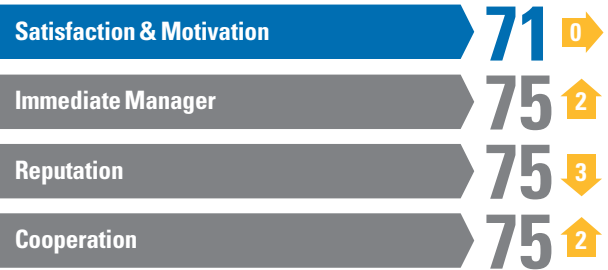 Satisfaction & Motivation 71 0
Immediate Manager 75 2
Reputation 75 3
Cooperation 75 2